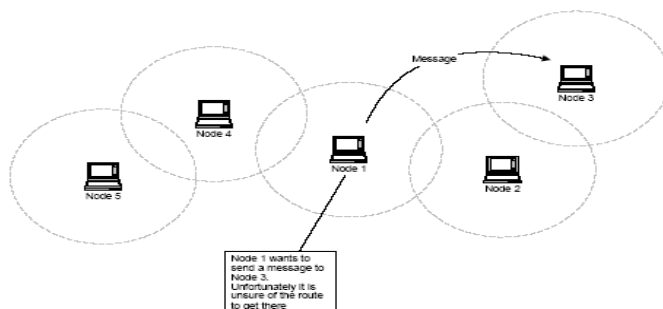 Message
Node 3
Node 4
Node 1
Node 2
Node 5
Node 1 wants to
send a message to
Node 3.
Unfortunately it is
unsure of the route
to get there